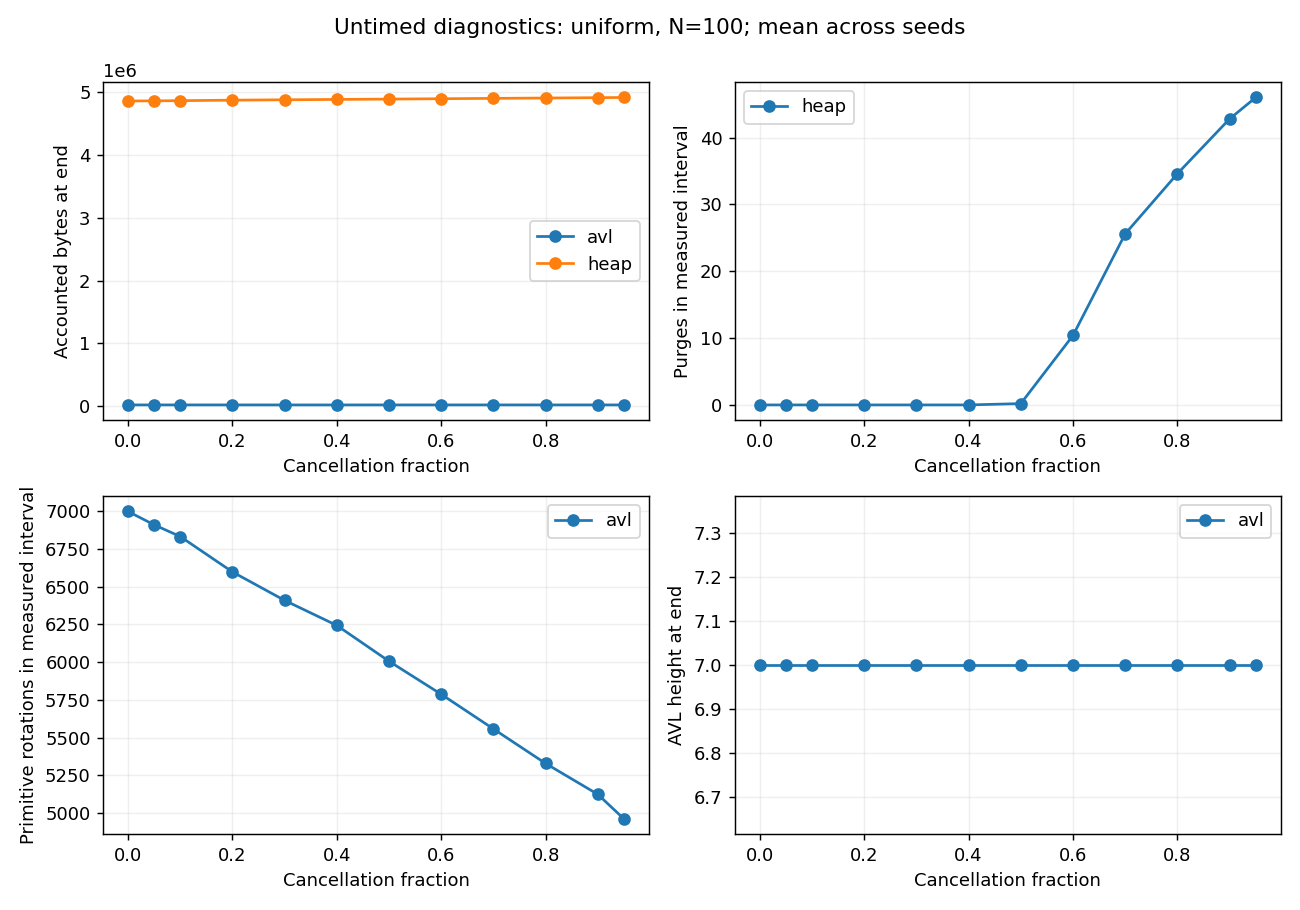 Untimed diagnostics: uniform, N=100; mean across seeds
1e6
5
4
3
2
1
0
Accounted bytes at end
avl
heap
0.0 0.2 0.4 0.6 0.8
Cancellation fraction
heap
40
30
20
10
0
Purges in measured interval
0.0 0.2 0.4 0.6 0.8
Cancellation fraction
avl
7000
6750
6500
6250
6000
5750
5500
5250
5000
Primitive rotations in measured interval
0.0 0.2 0.4 0.6 0.8
Cancellation fraction
avl
7.3
7.2
7.1
7.0
6.9
6.8
6.7
AVL height at end
0.0 0.2 0.4 0.6 0.8
Cancellation fraction